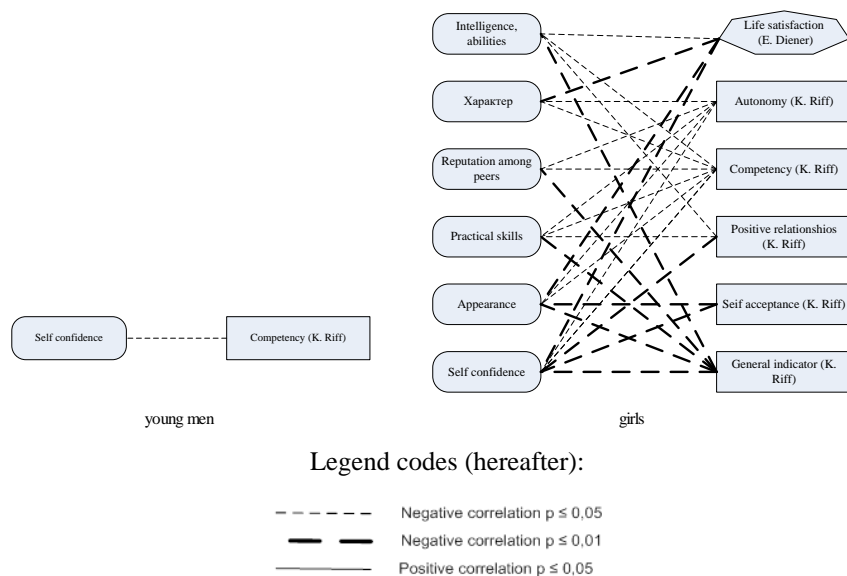 Intelligence,
abilities
Life satisfaction
(E. Diener)
Характер
Autonomy (K. Riff)
Reputation among
peers
Competency (K. Riff)
Practical skills
Positive relationshios
(K. Riff)
Appearance
Seif acceptance (K. Riff)
Self confidence
General indicator (K.
Riff)
Self confidence
Competency (K. Riff)
young men
girls
Legend codes (hereafter):
Negative correlation p ≤ 0,05
Negative correlation p ≤ 0,01
Positive correlation p ≤ 0,05